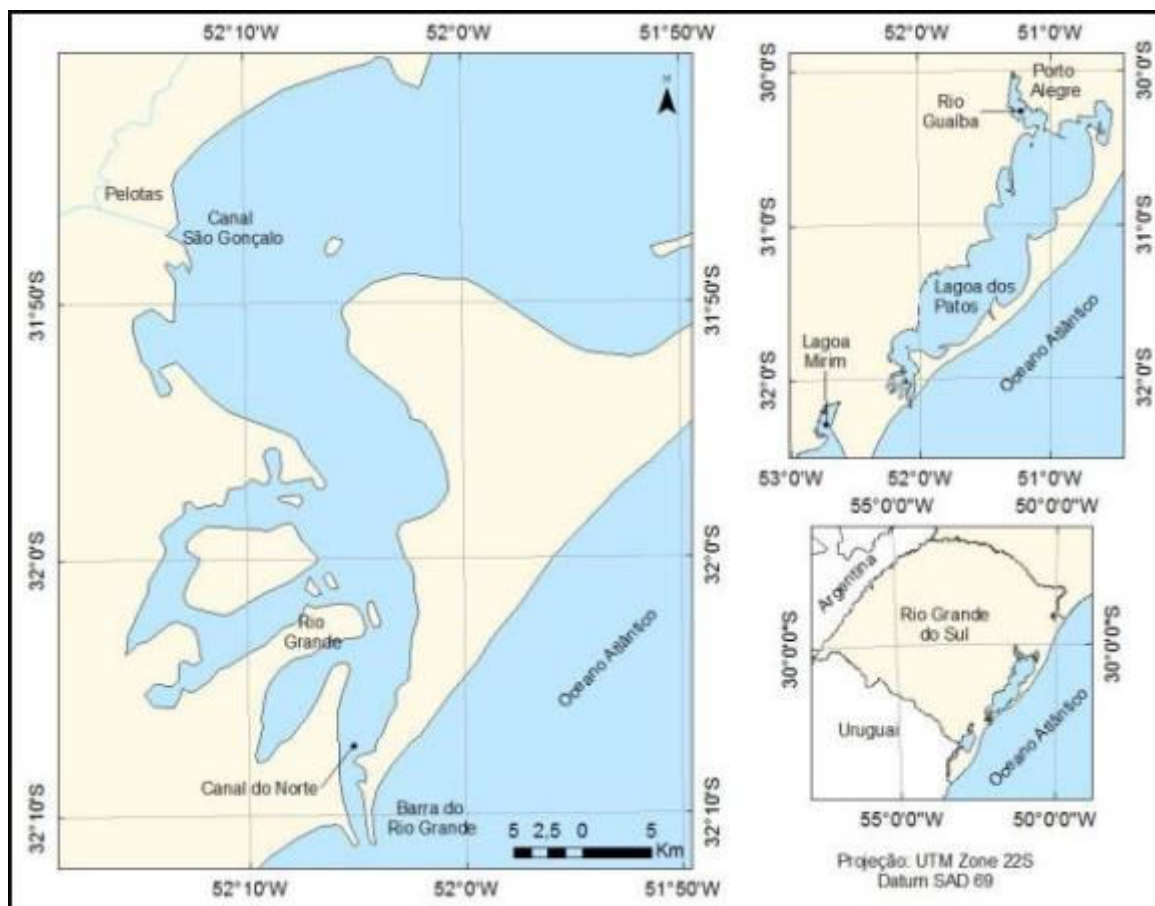 52°10'W
52°0'W
51°50'W
N
Pelotas
Canal
São Gonçalo
31°50'S
31°50'S
32°0'S
32°0'S
Rio
Grande
Oceano Atlântico
Canal do Norte
Barra do
Rio Grande
32°10'S
32°10'S
5 2,5 0 5
Km
52°10'W
52°0'W
51°50'W
52°0'W
51°0'W
30°0'S
30°0'S
Porto
Alegre
Rio
Guaíba
31°0'S
31°0'S
Lagoa dos
Patos
Lagoa
Mirim
Oceano Atlântico
32°0'S
32°0'S
53°0'W
52°0'W
51°0'W
55°0'0"W
50°0'0"W
Argentina
Rio Grande
do Sul
30°0'0"S
30°0'0"S
Uruguai
Oceano Atlântico
55°0'0"W
50°0'0"W
Projeção: UTM Zone 22S
Datum SAD 69